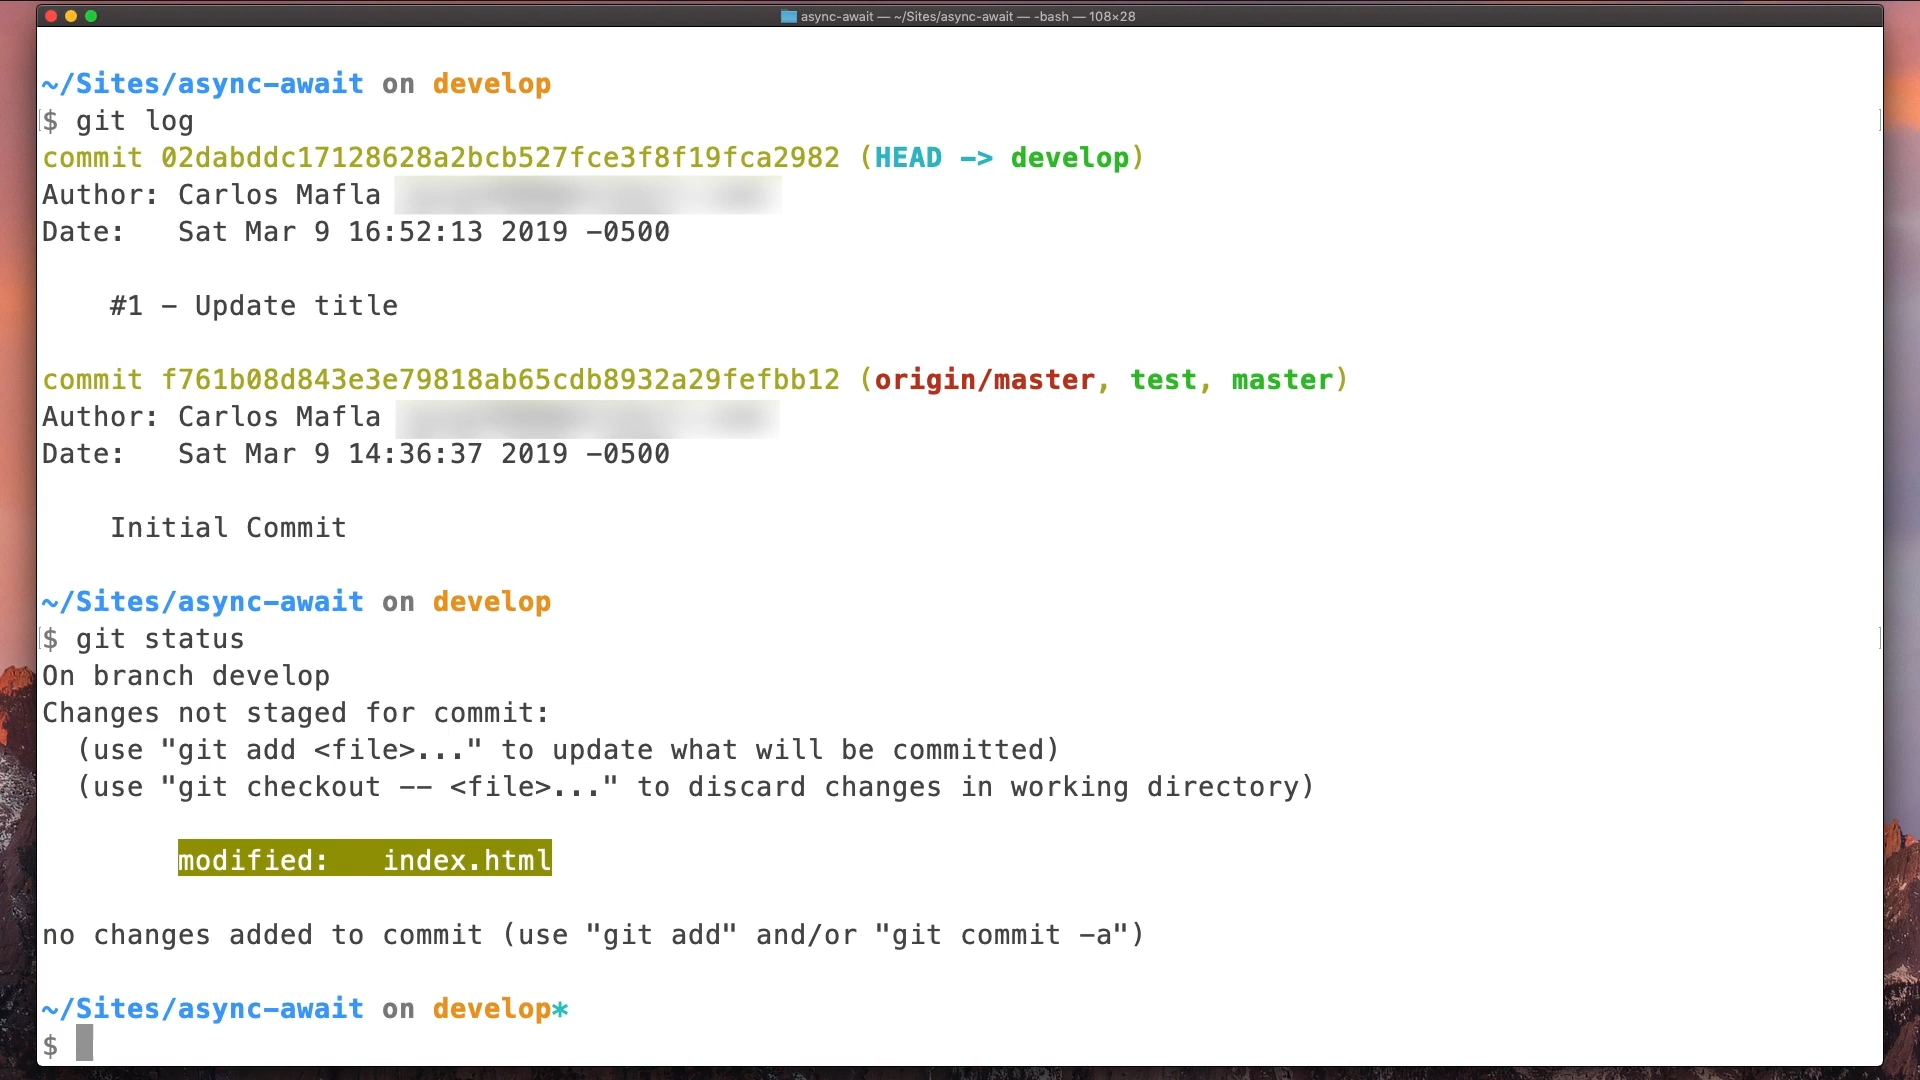 async-await — ~/Sites/async-await — -bash — 108×28
~/Sites/async-await on develop
$ git log
commit 02dabddc17128628a2bcb527fce3f8f19fca2982 (HEAD -> develop)
Author: Carlos Mafla
Date:   Sat Mar 9 16:52:13 2019 -0500
#1 - Update title
commit f761b08d843e3e79818ab65cdb8932a29fefbb12 (origin/master, test, master)
Author: Carlos Mafla
Date:   Sat Mar 9 14:36:37 2019 -0500
Initial Commit
~/Sites/async-await on develop
$ git status
On branch develop
Changes not staged for commit:
(use "git add <file>..." to update what will be committed)
(use "git checkout -- <file>..." to discard changes in working directory)
modified:   index.html
no changes added to commit (use "git add" and/or "git commit -a")
~/Sites/async-await on develop*
$